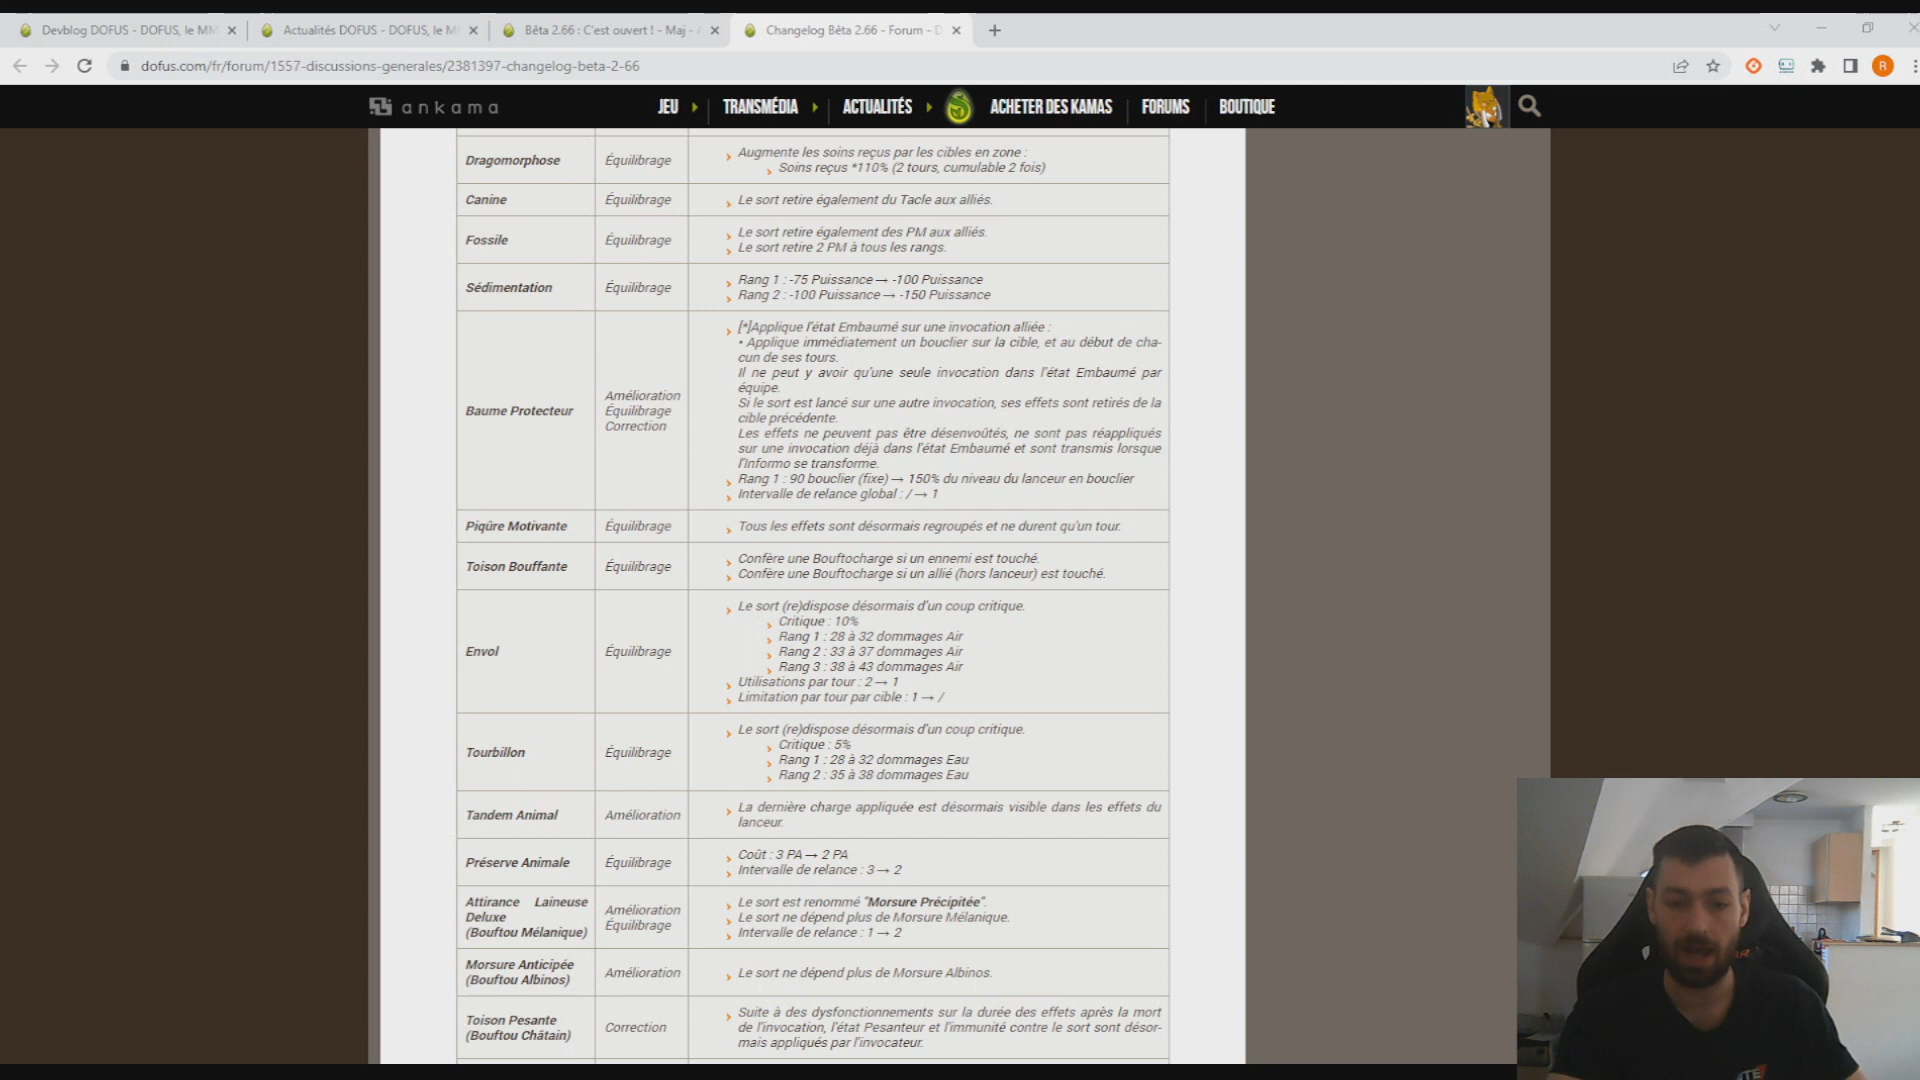 Devblog DOFUS - DOFUS, le MM
Actualités DOFUS - DOFUS, le M
Bêta 2.66 : C'est ouvert ! - Maj - A
Changelog Bêta 2.66 - Forum - D
dofus.com/fr/forum/1557-discussions-generales/2381397-changelog-beta-2-66
R
ankama
JEU
TRANSMÉDIA
ACTUALITÉS
ACHETER DES KAMAS
FORUMS
BOUTIQUE
Dragomorphose
Équilibrage
Augmente les soins reçus par les cibles en zone :
Soins reçus *110% (2 tours, cumulable 2 fois)
Canine
Équilibrage
Le sort retire également du Tacle aux alliés.
Fossile
Équilibrage
Le sort retire également des PM aux alliés.
Le sort retire 2 PM à tous les rangs.
Sédimentation
Équilibrage
Rang 1 : -75 Puissance → -100 Puissance
Rang 2 : -100 Puissance → -150 Puissance
Baume Protecteur
Amélioration
Équilibrage
Correction
[*]Applique l'état Embaumé sur une invocation alliée :
• Applique immédiatement un bouclier sur la cible, et au début de cha-
cun de ses tours.
Il ne peut y avoir qu'une seule invocation dans l'état Embaumé par
équipe.
Si le sort est lancé sur une autre invocation, ses effets sont retirés de la
cible précédente.
Les effets ne peuvent pas être désenvoûtés, ne sont pas réappliqués
sur une invocation déjà dans l'état Embaumé et sont transmis lorsque
l'Informo se transforme.
Rang 1 : 90 bouclier (fixe) → 150% du niveau du lanceur en bouclier
Intervalle de relance global : / → 1
Piqûre Motivante
Équilibrage
Tous les effets sont désormais regroupés et ne durent qu'un tour.
Toison Bouffante
Équilibrage
Confère une Bouftocharge si un ennemi est touché.
Confère une Bouftocharge si un allié (hors lanceur) est touché.
Envol
Équilibrage
Le sort (re)dispose désormais d'un coup critique.
Critique : 10%
Rang 1 : 28 à 32 dommages Air
Rang 2 : 33 à 37 dommages Air
Rang 3 : 38 à 43 dommages Air
Utilisations par tour : 2 → 1
Limitation par tour par cible : 1 → /
Tourbillon
Équilibrage
Le sort (re)dispose désormais d'un coup critique.
Critique : 5%
Rang 1 : 28 à 32 dommages Eau
Rang 2 : 35 à 38 dommages Eau
Tandem Animal
Amélioration
La dernière charge appliquée est désormais visible dans les effets du
lanceur.
Préserve Animale
Équilibrage
Coût : 3 PA → 2 PA
Intervalle de relance : 3 → 2
Attirance Laineuse
Deluxe
(Bouftou Mélanique)
Amélioration
Équilibrage
Le sort est renommé "Morsure Précipitée".
Le sort ne dépend plus de Morsure Mélanique.
Intervalle de relance : 1 → 2
Morsure Anticipée
(Bouftou Albinos)
Amélioration
Le sort ne dépend plus de Morsure Albinos.
Toison Pesante
(Bouftou Châtain)
Correction
Suite à des dysfonctionnements sur la durée des effets après la mort
de l'invocation, l'état Pesanteur et l'immunité contre le sort sont désor-
mais appliqués par l'invocateur.